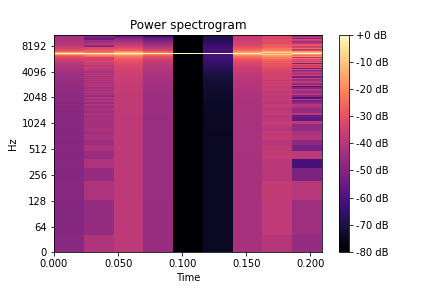 Power spectrogram
8192
4096
2048
1024
512
256
128
64
0
Hz
0.000 0.050 0.100 0.150 0.200
Time
+0 dB
-10 dB
-20 dB
-30 dB
-40 dB
-50 dB
-60 dB
-70 dB
-80 dB